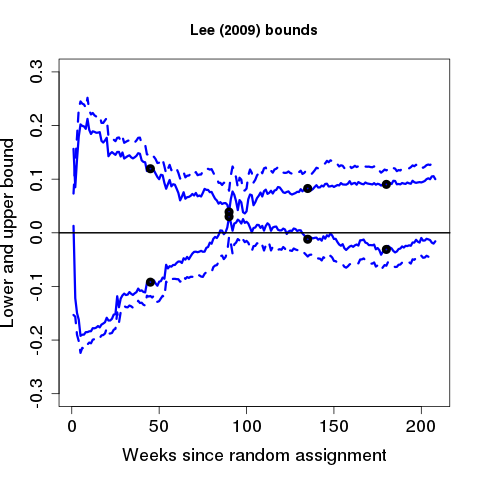 Lee (2009) bounds
Lower and upper bound
0.3
0.2
0.1
0.0
-0.1
-0.2
-0.3
0 50 100 150 200
Weeks since random assignment